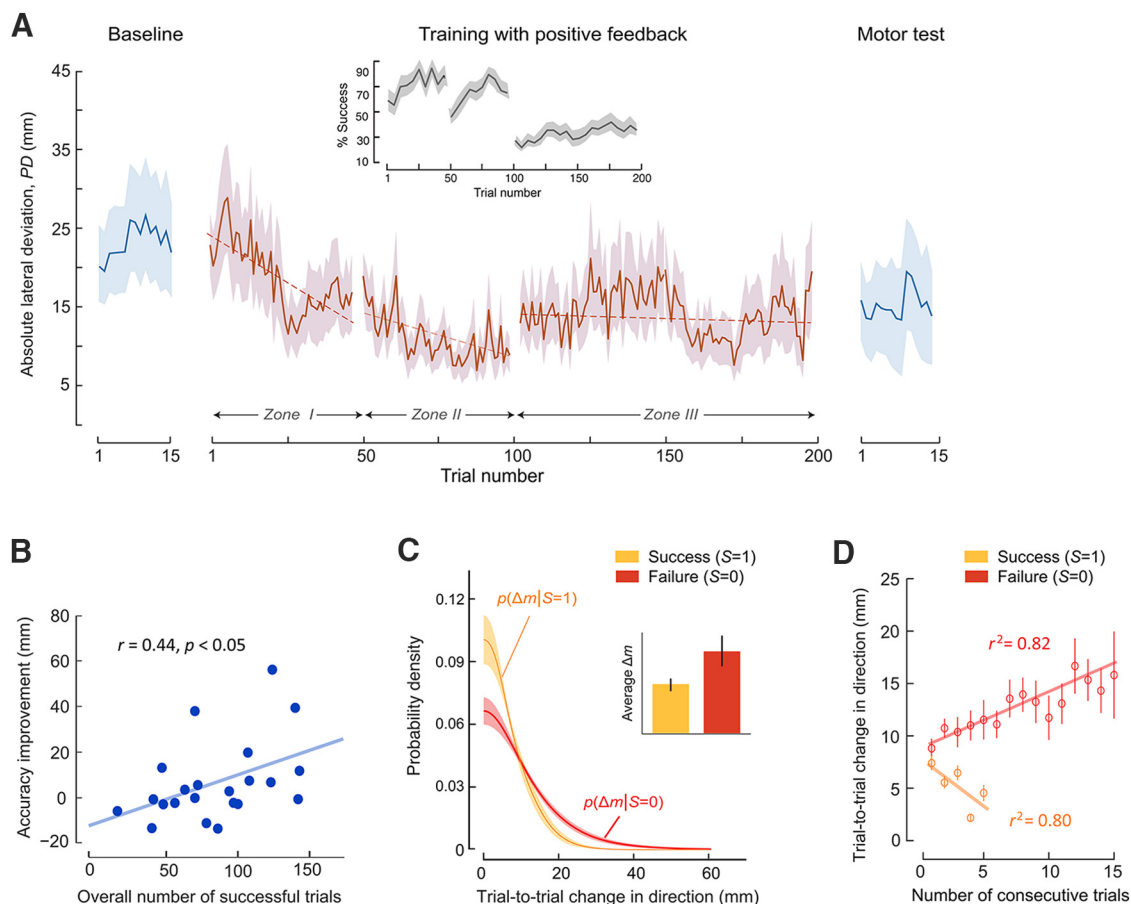 A
Baseline
Training with positive feedback
Motor test
Absolute lateral deviation, PD (mm)
45
35
25
15
5
% Success
90
70
50
30
10
1
50
100
150
200
Trial number
Zone I
Zone II
Zone III
1
15
1
50
100
150
200
1
15
Trial number
B
Accuracy improvement (mm)
80
60
40
20
0
−20
r = 0.44, p < 0.05
0
50
100
150
Overall number of successful trials
C
Success (S=1)
Failure (S=0)
Probability density
0.12
0.09
0.06
0.03
0
p(Δm|S=1)
p(Δm|S=0)
Average Δm
0
20
40
60
Trial-to-trial change in direction (mm)
D
Success (S=1)
Failure (S=0)
Trial-to-trial change in direction (mm)
25
20
15
10
5
0
r²= 0.82
r²= 0.80
0
5
10
15
Number of consecutive trials